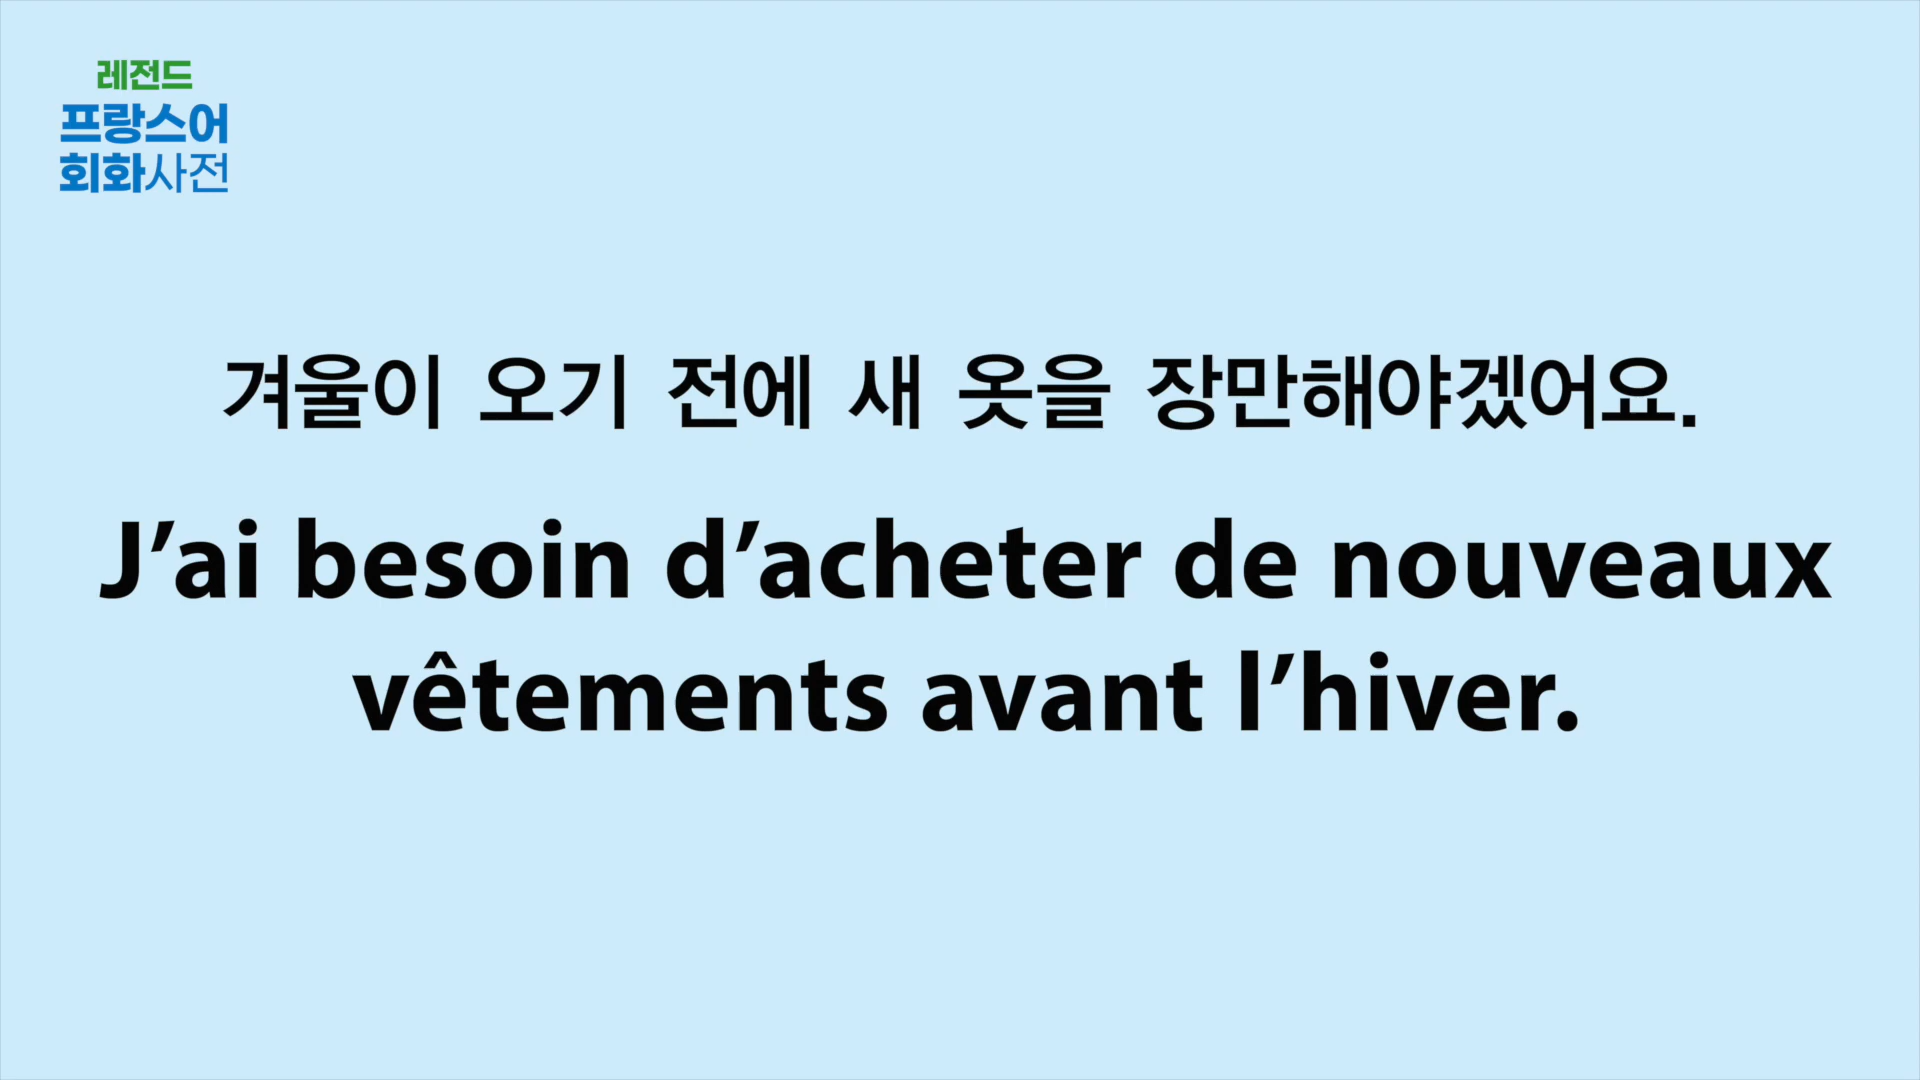 레전드
프랑스어
회화사전
겨울이 오기 전에 새 옷을 장만해야겠어요.
J’ai besoin d’acheter de nouveaux
vêtements avant l’hiver.